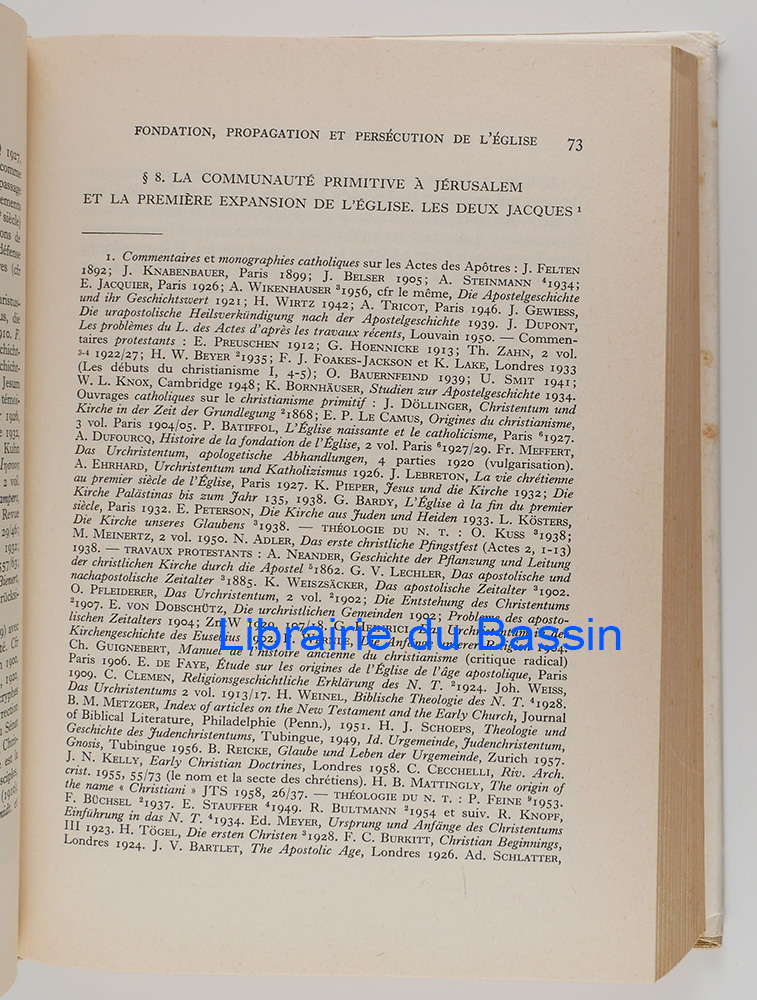 FONDATION, PROPAGATION ET PERSÉCUTION DE L'ÉGLISE 73
§ 8. LA COMMUNAUTÉ PRIMITIVE À JÉRUSALEM
ET LA PREMIÈRE EXPANSION DE L'ÉGLISE. LES DEUX JACQUES ¹
1. Commentaires et monographies catholiques sur les Actes des Apôtres : J. FELTEN
1892; J. KNABENBAUER, Paris 1899; J. BELSER 1905; A. STEINMANN ⁴1934;
E. JACQUIER, Paris 1926; A. WIKENHAUSER ³1956, cfr le même, Die Apostelgeschichte
und ihr Geschichtswert 1921; H. WIRTZ 1942; A. TRICOT, Paris 1946. J. GEWIESS,
Die urapostolische Heilsverkündigung nach der Apostelgeschichte 1939. J. DUPONT,
Les problèmes du L. des Actes d'après les travaux récents, Louvain 1950. — Commen-
taires protestants : E. PREUSCHEN 1912; G. HOENNICKE 1913; TH. ZAHN, 2 vol.
³⁻⁴ 1922/27; H. W. BEYER ²1935; F. J. FOAKES-JACKSON et K. LAKE, Londres 1933
(Les débuts du christianisme I, 4-5); O. BAUERNFEIND 1939; U. SMIT 1941;
W. L. KNOX, Cambridge 1948; K. BORNHÄUSER, Studien zur Apostelgeschichte 1934.
Ouvrages catholiques sur le christianisme primitif : J. DÖLLINGER, Christentum und
Kirche in der Zeit der Grundlegung ²1868; E. P. LE CAMUS, Origines du christianisme,
3 vol. Paris 1904/05. P. BATIFFOL, L'Église naissante et le catholicisme, Paris ⁶1927.
A. DUFOURCQ, Histoire de la fondation de l'Église, 2 vol. Paris ⁶1927/29. FR. MEFFERT,
Das Urchristentum, apologetische Abhandlungen, 4 parties 1920 (vulgarisation).
A. EHRHARD, Urchristentum und Katholizismus 1926. J. LEBRETON, La vie chrétienne
au premier siècle de l'Église, Paris 1927. K. PIEPER, Jesus und die Kirche 1932; Die
Kirche Palästinas bis zum Jahr 135, 1938. G. BARDY, L'Église à la fin du premier
siècle, Paris 1932. E. PETERSON, Die Kirche aus Juden und Heiden 1933. L. KÖSTERS,
Die Kirche unseres Glaubens ³1938. — THÉOLOGIE DU N. T. : O. KUSS ³1938;
M. MEINERTZ, 2 vol. 1950. N. ADLER, Das erste christliche Pfingstfest (Actes 2, 1-13)
1938. — TRAVAUX PROTESTANTS : A. NEANDER, Geschichte der Pflanzung und Leitung
der christlichen Kirche durch die Apostel ⁵1862. G. V. LECHLER, Das apostolische und
nachapostolische Zeitalter ³1885. K. WEISZSÄCKER, Das apostolische Zeitalter ³1902.
O. PFLEIDERER, Das Urchristentum, 2 vol. ²1902; Die Entstehung des Christentums
²1907. E. VON DOBSCHÜTZ, Die urchristlichen Gemeinden 1902; Probleme des aposto-
lischen Zeitalters 1904; ZntW 1929, 107/18. G. HEINRICI, Das Urchristentum in der
Kirchengeschichte des Eusebius 1902. P. WERNLE, Die Anfänge unserer Religion ²1904.
CH. GUIGNEBERT, Manuel de l'histoire ancienne du christianisme (critique radical)
Paris 1906. E. DE FAYE, Étude sur les origines de l'Église de l'âge apostolique, Paris
1909. C. CLEMEN, Religionsgeschichtliche Erklärung des N. T. ²1924. JOH. WEISS,
Das Urchristentums 2 vol. 1913/17. H. WEINEL, Biblische Theologie des N. T. ⁴1928.
B. M. METZGER, Index of articles on the New Testament and the Early Church, Journal
of Biblical Literature, Philadelphie (Penn.), 1951. H. J. SCHOEPS, Theologie und
Geschichte des Judenchristentums, Tubingue, 1949, Id. Urgemeinde, Judenchristentum,
Gnosis, Tubingue 1956. B. REICKE, Glaube und Leben der Urgemeinde, Zurich 1957.
J. N. KELLY, Early Christian Doctrines, Londres 1958. C. CECCHELLI, Riv. Arch.
crist. 1955, 55/73 (le nom et la secte des chrétiens). H. B. MATTINGLY, The origin of
the name « Christiani » JTS 1958, 26/37. — THÉOLOGIE DU N. T. : P. FEINE ⁹1953.
F. BÜCHSEL ²1937. E. STAUFFER ⁴1949. R. BULTMANN ²1954 et suiv. R. KNOPF,
Einführung in das N. T. ⁴1934. ED. MEYER, Ursprung und Anfänge des Christentums
III 1923. H. TÖGEL, Die ersten Christen ³1928. F. C. BURKITT, Christian Beginnings,
Londres 1924. J. V. BARTLET, The Apostolic Age, Londres 1926. AD. SCHLATTER,
Librairie du Bassin